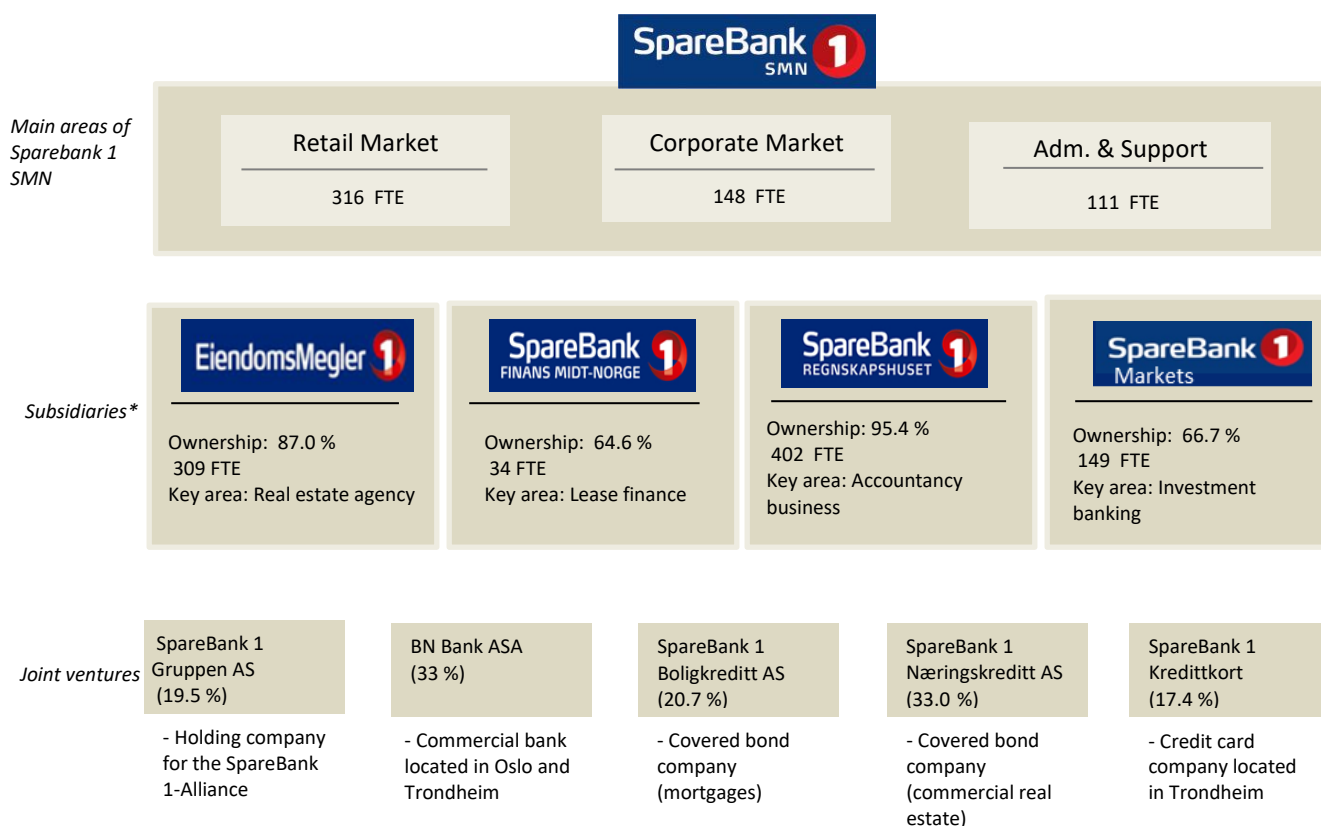 SpareBank 1
SMN
Main areas of
Sparebank 1
SMN
Retail Market
316 FTE
Corporate Market
148 FTE
Adm. & Support
111 FTE
Subsidiaries*
EiendomsMegler 1
Ownership: 87.0 %
309 FTE
Key area: Real estate agency
SpareBank 1
FINANS MIDT-NORGE
Ownership: 64.6 %
34 FTE
Key area: Lease finance
SpareBank 1
REGNSKAPSHUSET
Ownership: 95.4 %
402 FTE
Key area: Accountancy
business
SpareBank 1
Markets
Ownership: 66.7 %
149 FTE
Key area: Investment
banking
Joint ventures
SpareBank 1
Gruppen AS
(19.5 %)
- Holding company
for the SpareBank
1-Alliance
BN Bank ASA
(33 %)
- Commercial bank
located in Oslo and
Trondheim
SpareBank 1
Boligkreditt AS
(20.7 %)
- Covered bond
company
(mortgages)
SpareBank 1
Næringskreditt AS
(33.0 %)
- Covered bond
company
(commercial real
estate)
SpareBank 1
Kredittkort
(17.4 %)
- Credit card
company located
in Trondheim